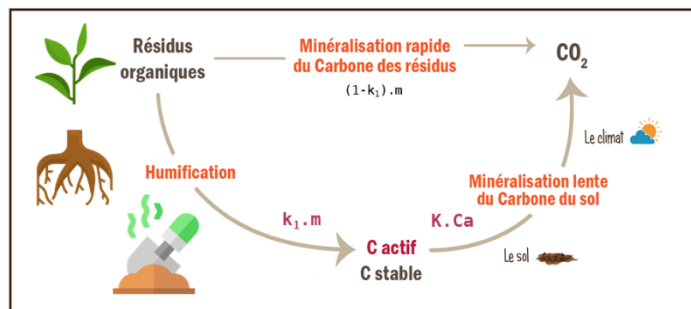 Résidus
organiques
Minéralisation rapide
du Carbone des résidus
(1-k₁).m
CO₂
Le climat
Humification
Minéralisation lente
du Carbone du sol
k₁.m
K.Ca
C actif
C stable
Le sol